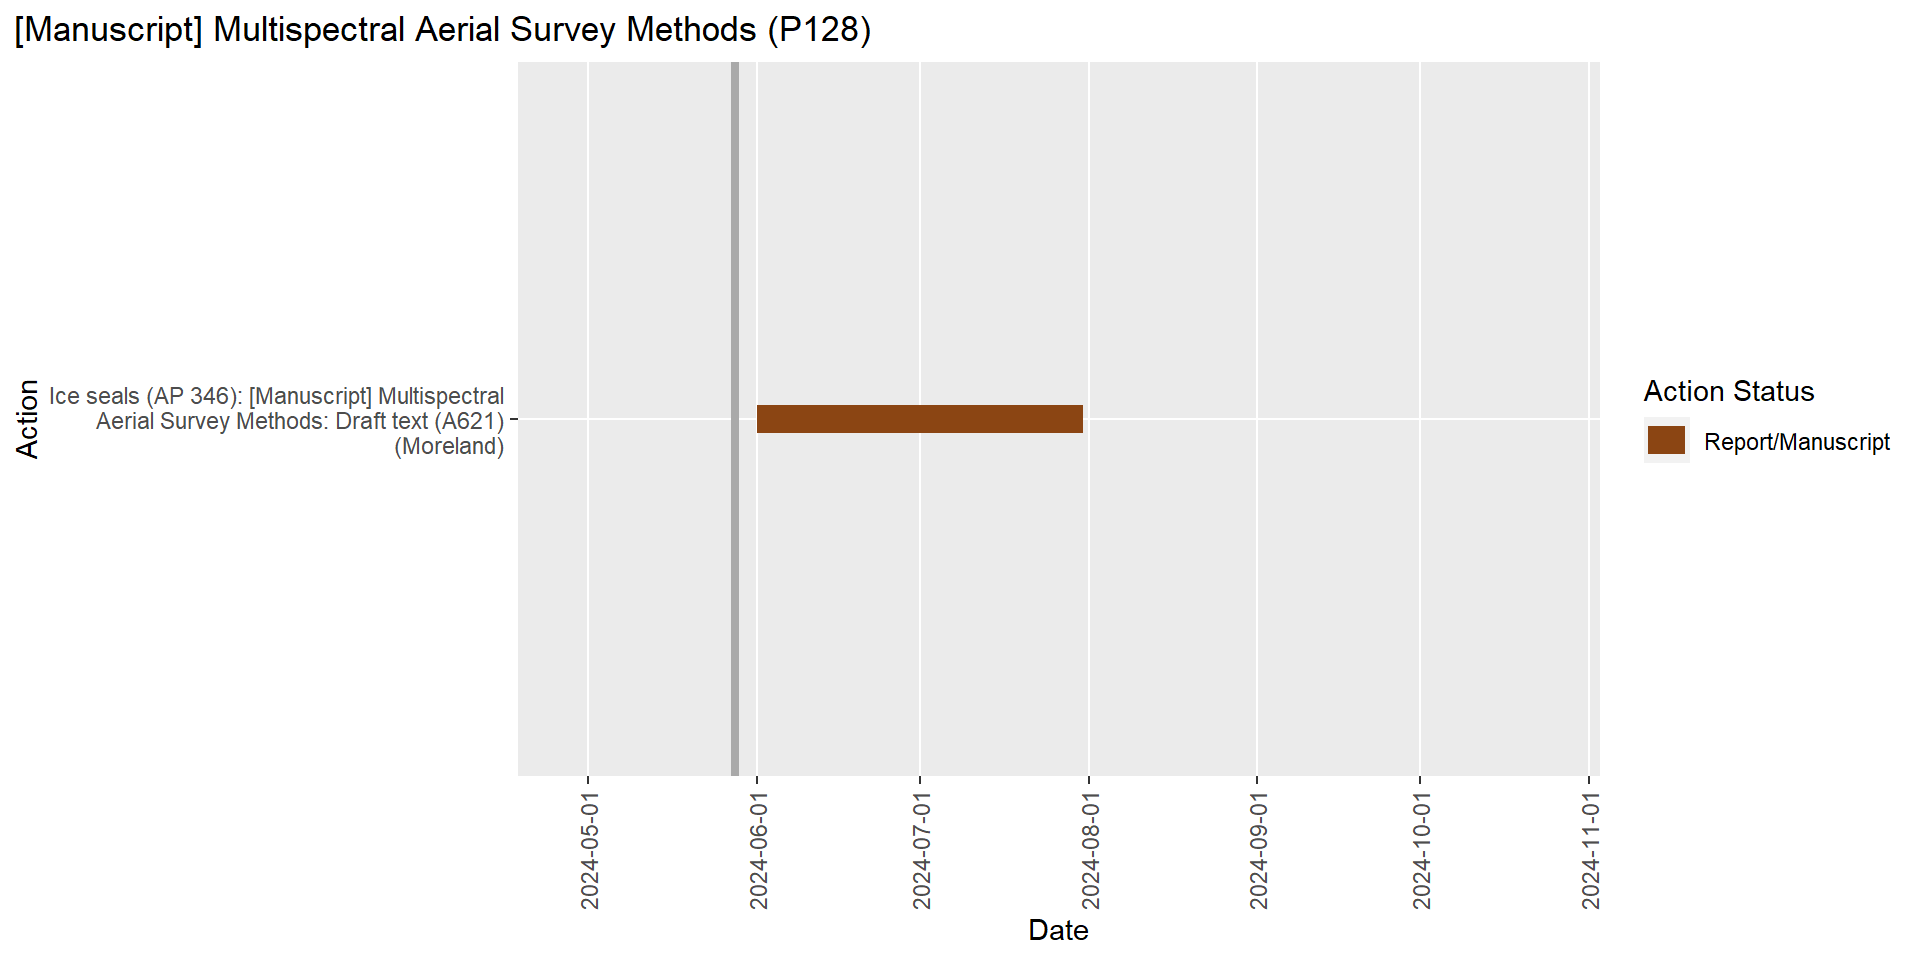 [Manuscript] Multispectral Aerial Survey Methods (P128)
Action
Ice seals (AP 346): [Manuscript] Multispectral
Aerial Survey Methods: Draft text (A621)
(Moreland)
Action Status
Report/Manuscript
2024-05-01
2024-06-01
2024-07-01
2024-08-01
2024-09-01
2024-10-01
2024-11-01
Date